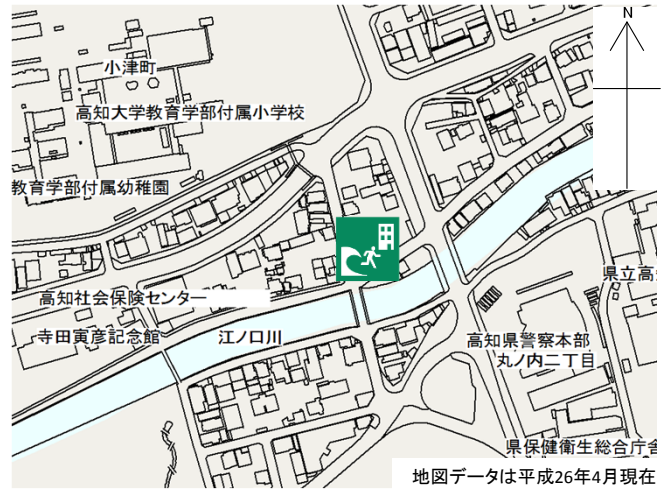 N
小津町
高知大学教育学部付属小学校
教育学部付属幼稚園
県立高
高知社会保険センター
寺田寅彦記念館
江ノ口川
高知県警察本部
丸ノ内二丁目
県保健衛生総合庁舎
地図データは平成26年4月現在